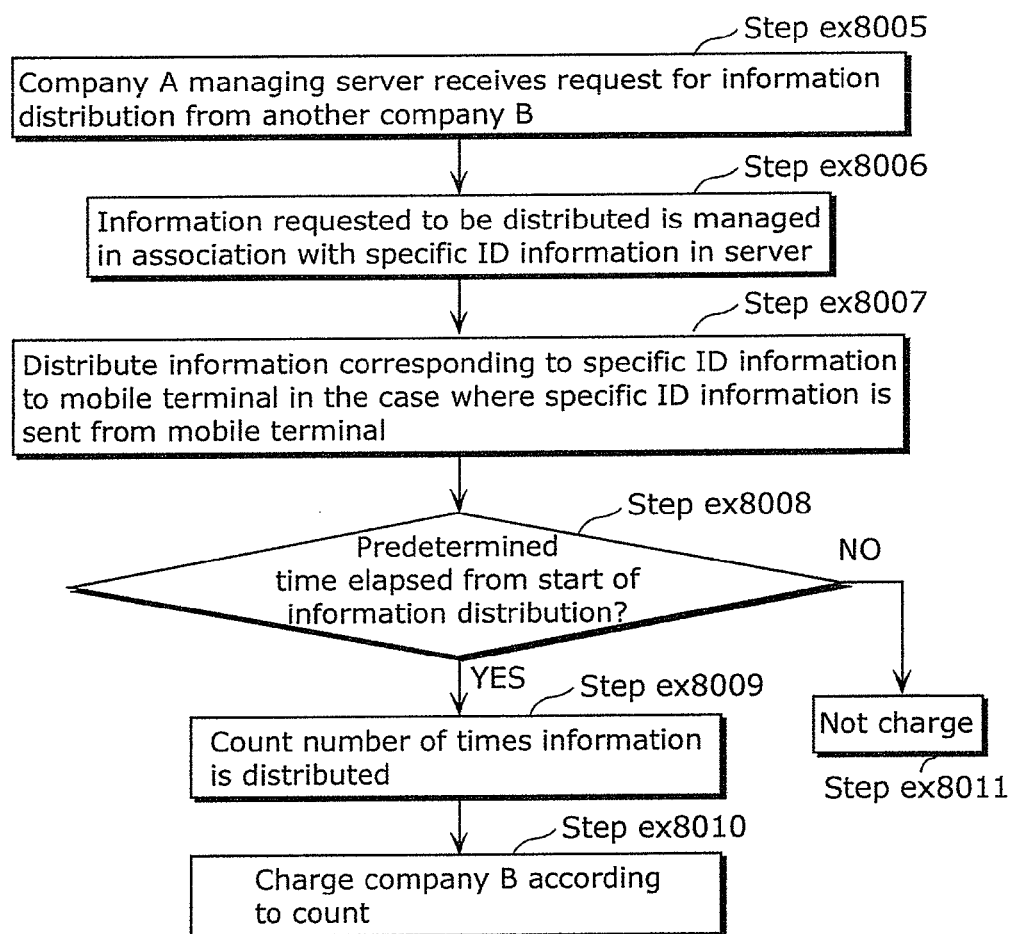 Step ex8005
Company A managing server receives request for information
distribution from another company B
Step ex8006
Information requested to be distributed is managed
in association with specific ID information in server
Step ex8007
Distribute information corresponding to specific ID information
to mobile terminal in the case where specific ID information is
sent from mobile terminal
Step ex8008
Predetermined
time elapsed from start of
information distribution?
NO
YES
Step ex8009
Count number of times information
is distributed
Not charge
Step ex8011
Step ex8010
Charge company B according
to count